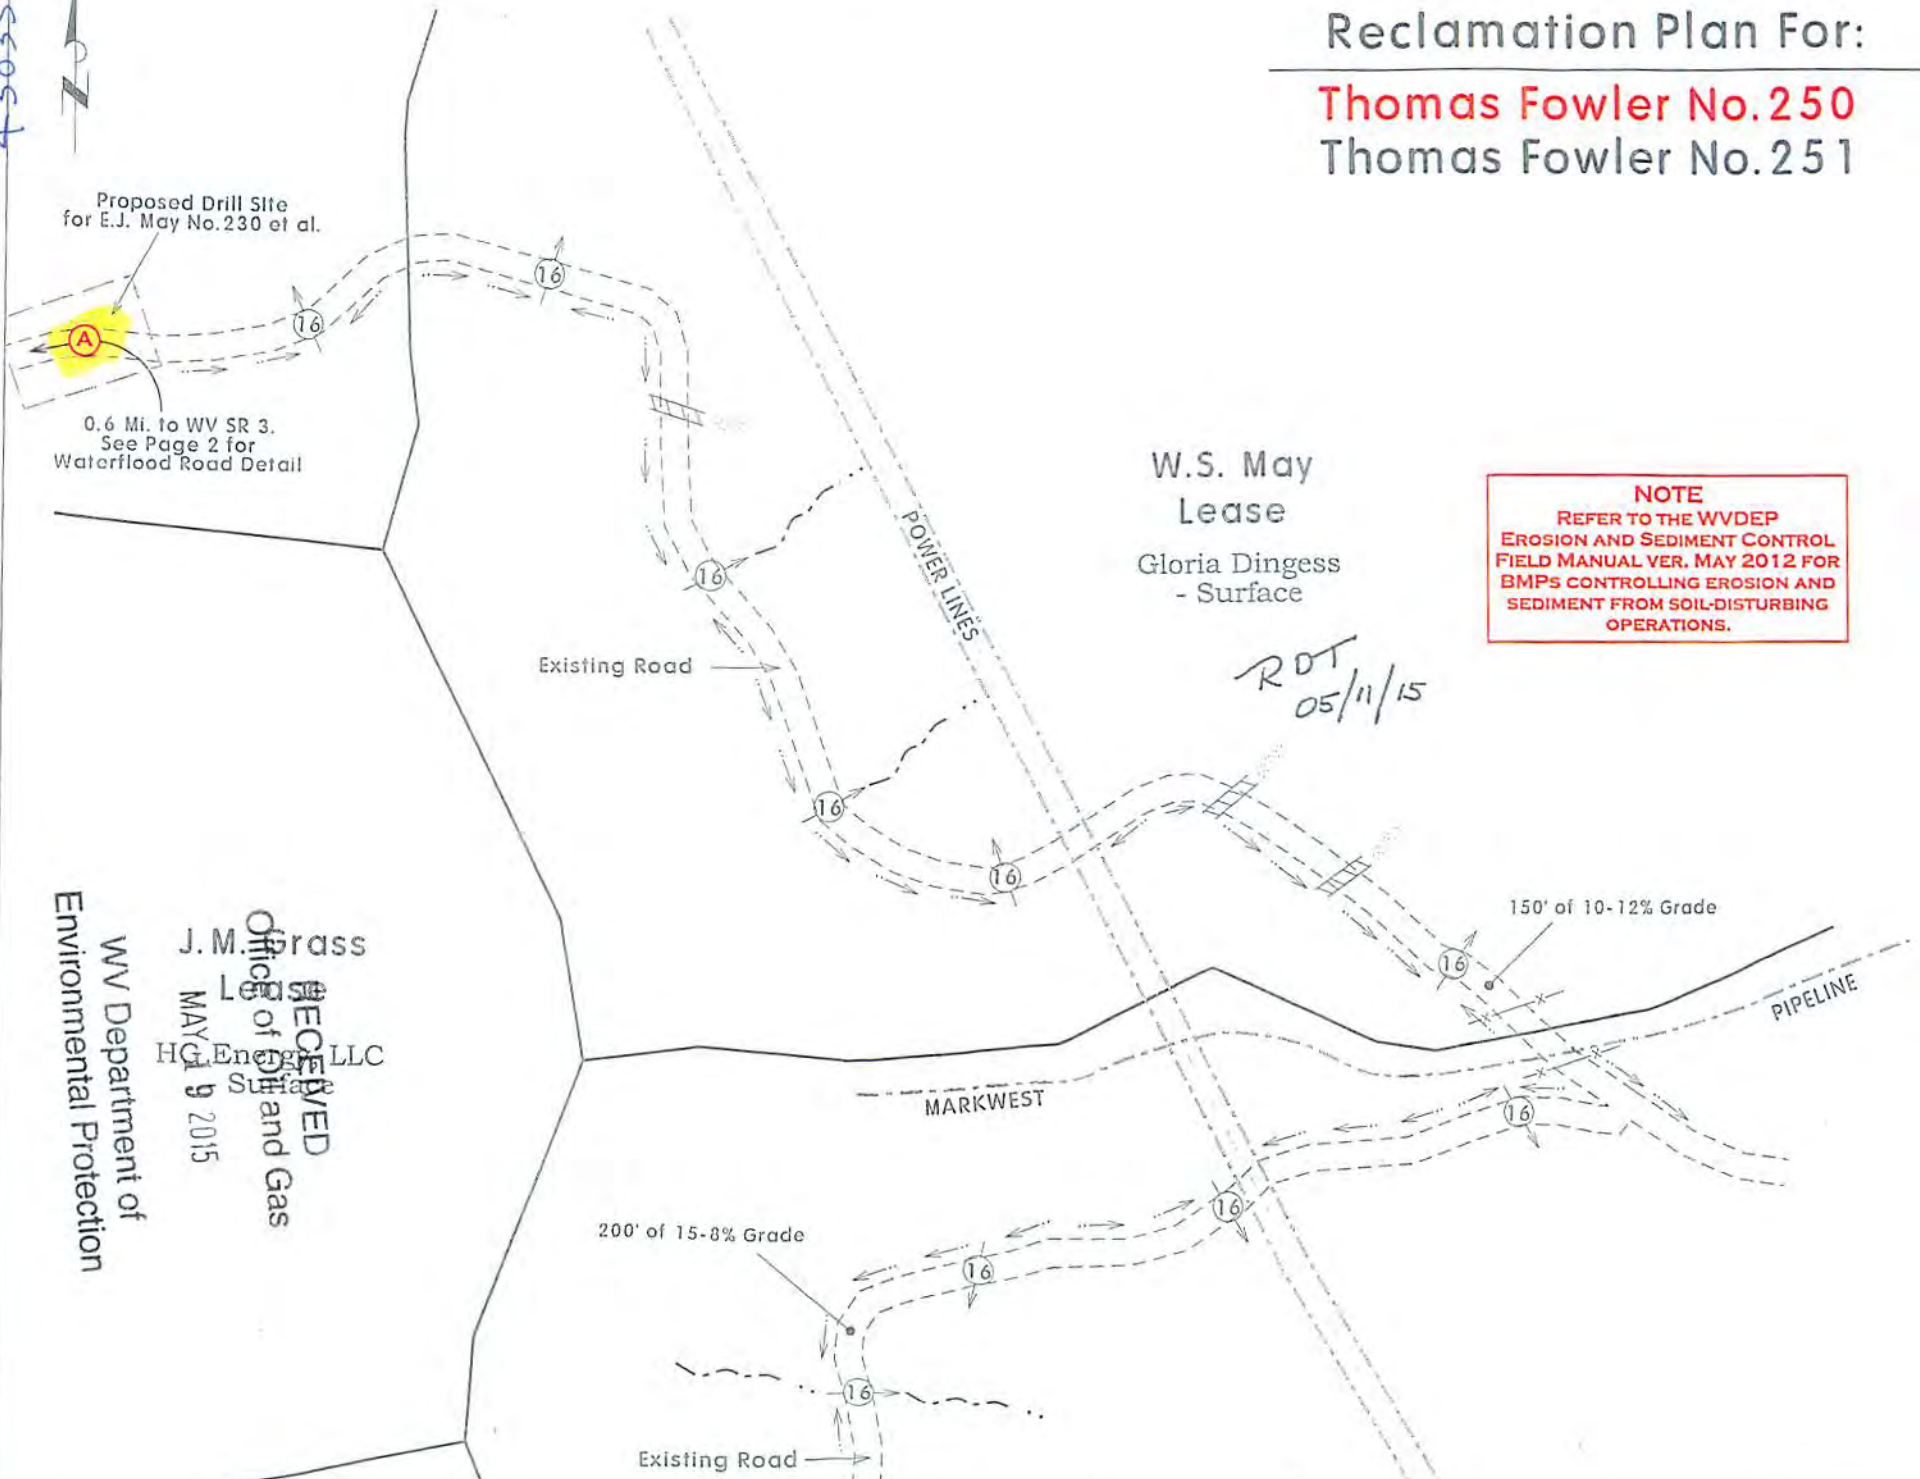 Reclamation Plan For:
Thomas Fowler No.250
Thomas Fowler No.251
N
Proposed Drill Site
for E.J. May No.230 et al.
16
16
A
0.6 Mi. to WV SR 3.
See Page 2 for
Waterflood Road Detail
W.S. May
Lease
Gloria Dingess
- Surface
NOTE
REFER TO THE WVDEP
EROSION AND SEDIMENT CONTROL
FIELD MANUAL VER. MAY 2012 FOR
BMPS CONTROLLING EROSION AND
SEDIMENT FROM SOIL-DISTURBING
OPERATIONS.
POWER LINES
16
Existing Road
RDT
05/11/15
16
16
150' of 10-12% Grade
16
J.M. Grass
Lease
HG Energy, LLC
Surface
RECEIVED
Office of Oil and Gas
MAY 19 2015
WV Department of
Environmental Protection
PIPELINE
MARKWEST
16
16
200' of 15-8% Grade
16
16
Existing Road